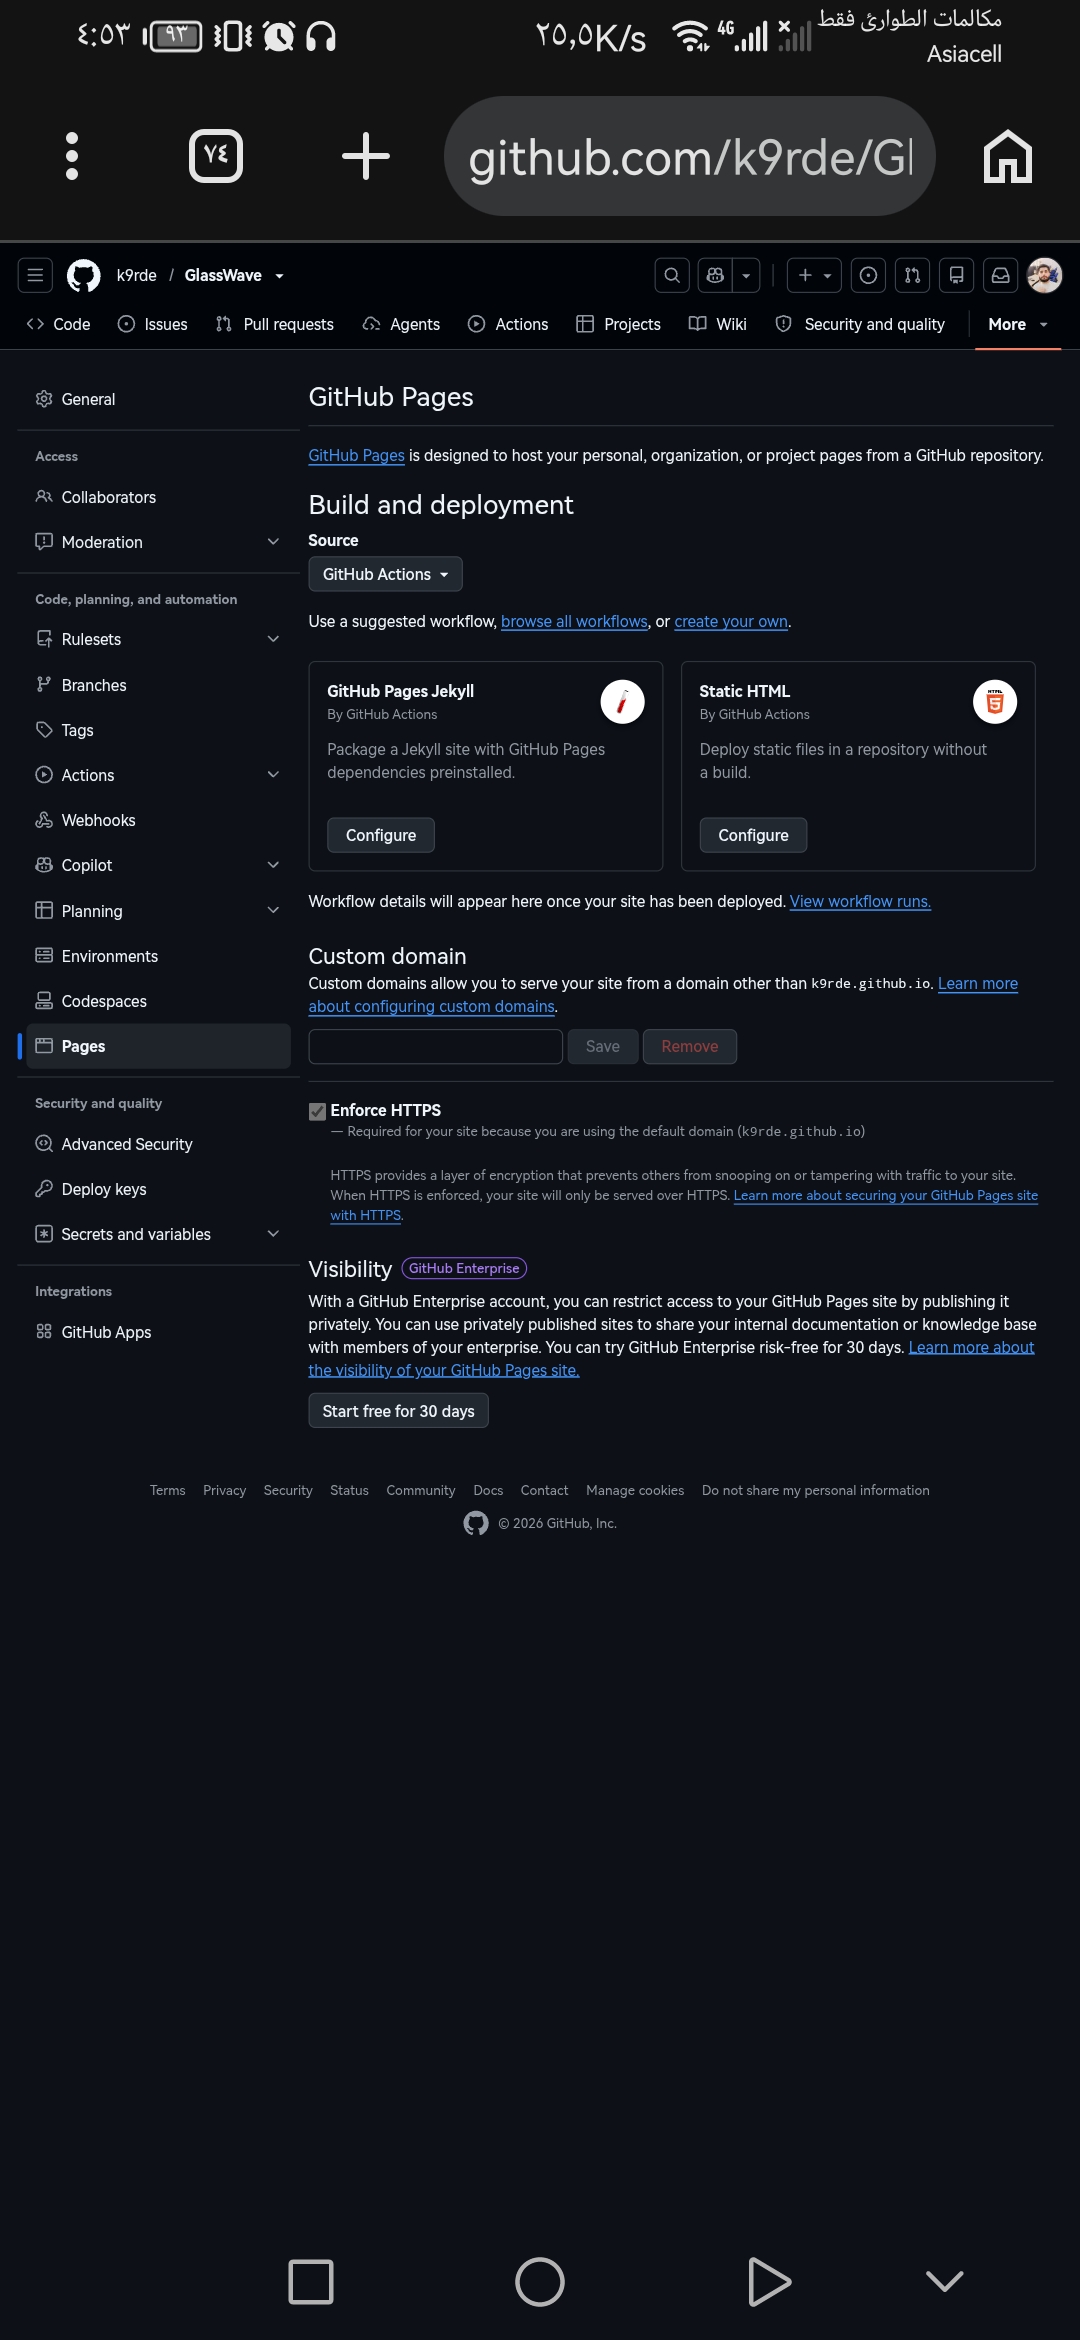 ٤:٥٣
٩٣
٢٥,٥K/s
4G
مكالمات الطوارئ فقط
Asiacell
٧٤
github.com/k9rde/Gl
k9rde / GlassWave
Code Issues Pull requests Agents Actions Projects Wiki Security and quality More
General
Access
Collaborators
Moderation
Code, planning, and automation
Rulesets
Branches
Tags
Actions
Webhooks
Copilot
Planning
Environments
Codespaces
Pages
Security and quality
Advanced Security
Deploy keys
Secrets and variables
Integrations
GitHub Apps
GitHub Pages
GitHub Pages is designed to host your personal, organization, or project pages from a GitHub repository.
Build and deployment
Source
GitHub Actions
Use a suggested workflow, browse all workflows, or create your own.
GitHub Pages Jekyll
By GitHub Actions
Package a Jekyll site with GitHub Pages
dependencies preinstalled.
Configure
Static HTML
By GitHub Actions
Deploy static files in a repository without
a build.
Configure
HTML
5
Workflow details will appear here once your site has been deployed. View workflow runs.
Custom domain
Custom domains allow you to serve your site from a domain other than k9rde.github.io. Learn more
about configuring custom domains.
Save Remove
Enforce HTTPS
— Required for your site because you are using the default domain (k9rde.github.io)
HTTPS provides a layer of encryption that prevents others from snooping on or tampering with traffic to your site.
When HTTPS is enforced, your site will only be served over HTTPS. Learn more about securing your GitHub Pages site
with HTTPS.
Visibility GitHub Enterprise
With a GitHub Enterprise account, you can restrict access to your GitHub Pages site by publishing it
privately. You can use privately published sites to share your internal documentation or knowledge base
with members of your enterprise. You can try GitHub Enterprise risk-free for 30 days. Learn more about
the visibility of your GitHub Pages site.
Start free for 30 days
Terms Privacy Security Status Community Docs Contact Manage cookies Do not share my personal information
© 2026 GitHub, Inc.